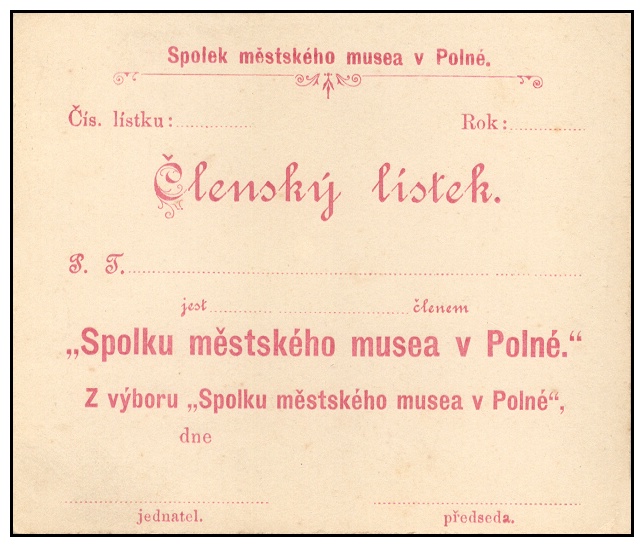 Spolek městského musea v Polné.
Čís. lístku:............ Rok:............
Členský lístek.
P. T.............................................................
jest............ ........................členem
„Spolku městského musea v Polné.“
Z výboru „Spolku městského musea v Polné“,
dne
jednatel. předseda.